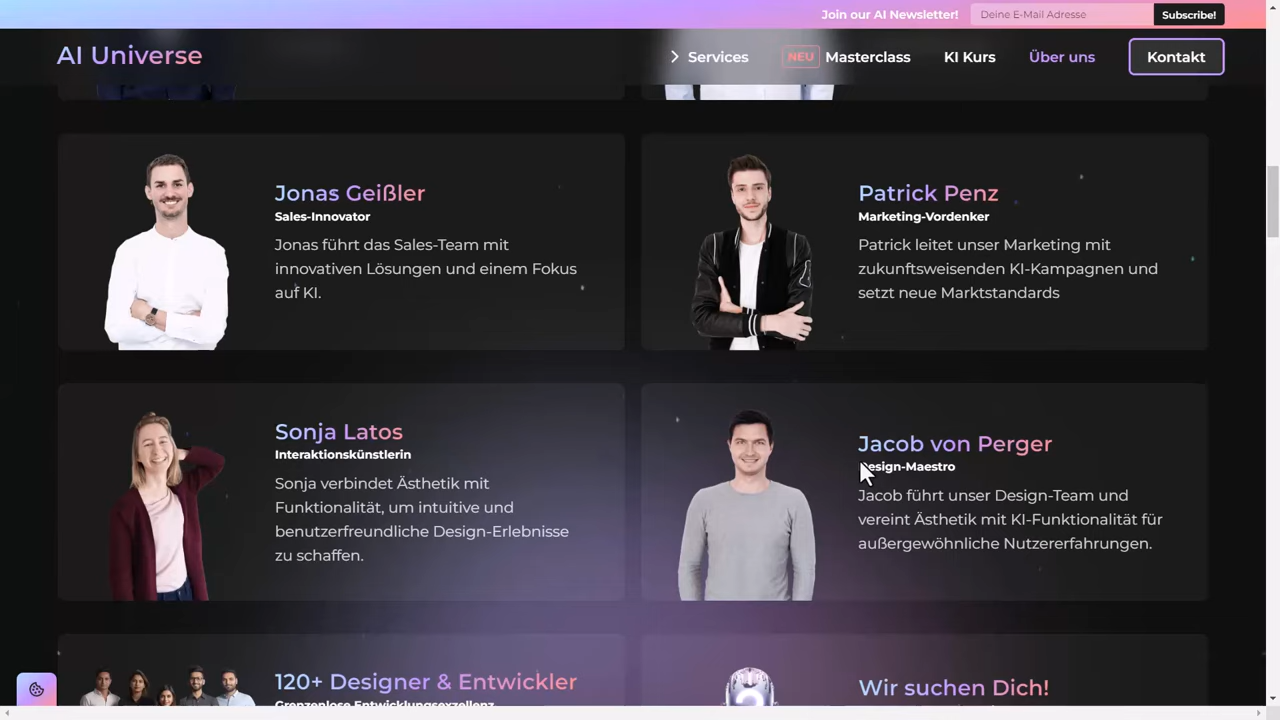 Join our AI Newsletter!
Deine E-Mail Adresse
Subscribe!
AI Universe
Services
NEU
Masterclass
KI Kurs
Über uns
Kontakt
Jonas Geißler
Sales-Innovator
Jonas führt das Sales-Team mit
innovativen Lösungen und einem Fokus
auf KI.
Patrick Penz
Marketing-Vordenker
Patrick leitet unser Marketing mit
zukunftsweisenden KI-Kampagnen und
setzt neue Marktstandards
Sonja Latos
Interaktionskünstlerin
Sonja verbindet Ästhetik mit
Funktionalität, um intuitive und
benutzerfreundliche Design-Erlebnisse
zu schaffen.
Jacob von Perger
Design-Maestro
Jacob führt unser Design-Team und
vereint Ästhetik mit KI-Funktionalität für
außergewöhnliche Nutzererfahrungen.
120+ Designer & Entwickler
Grenzenlose Entwicklungsexzellenz
Wir suchen Dich!